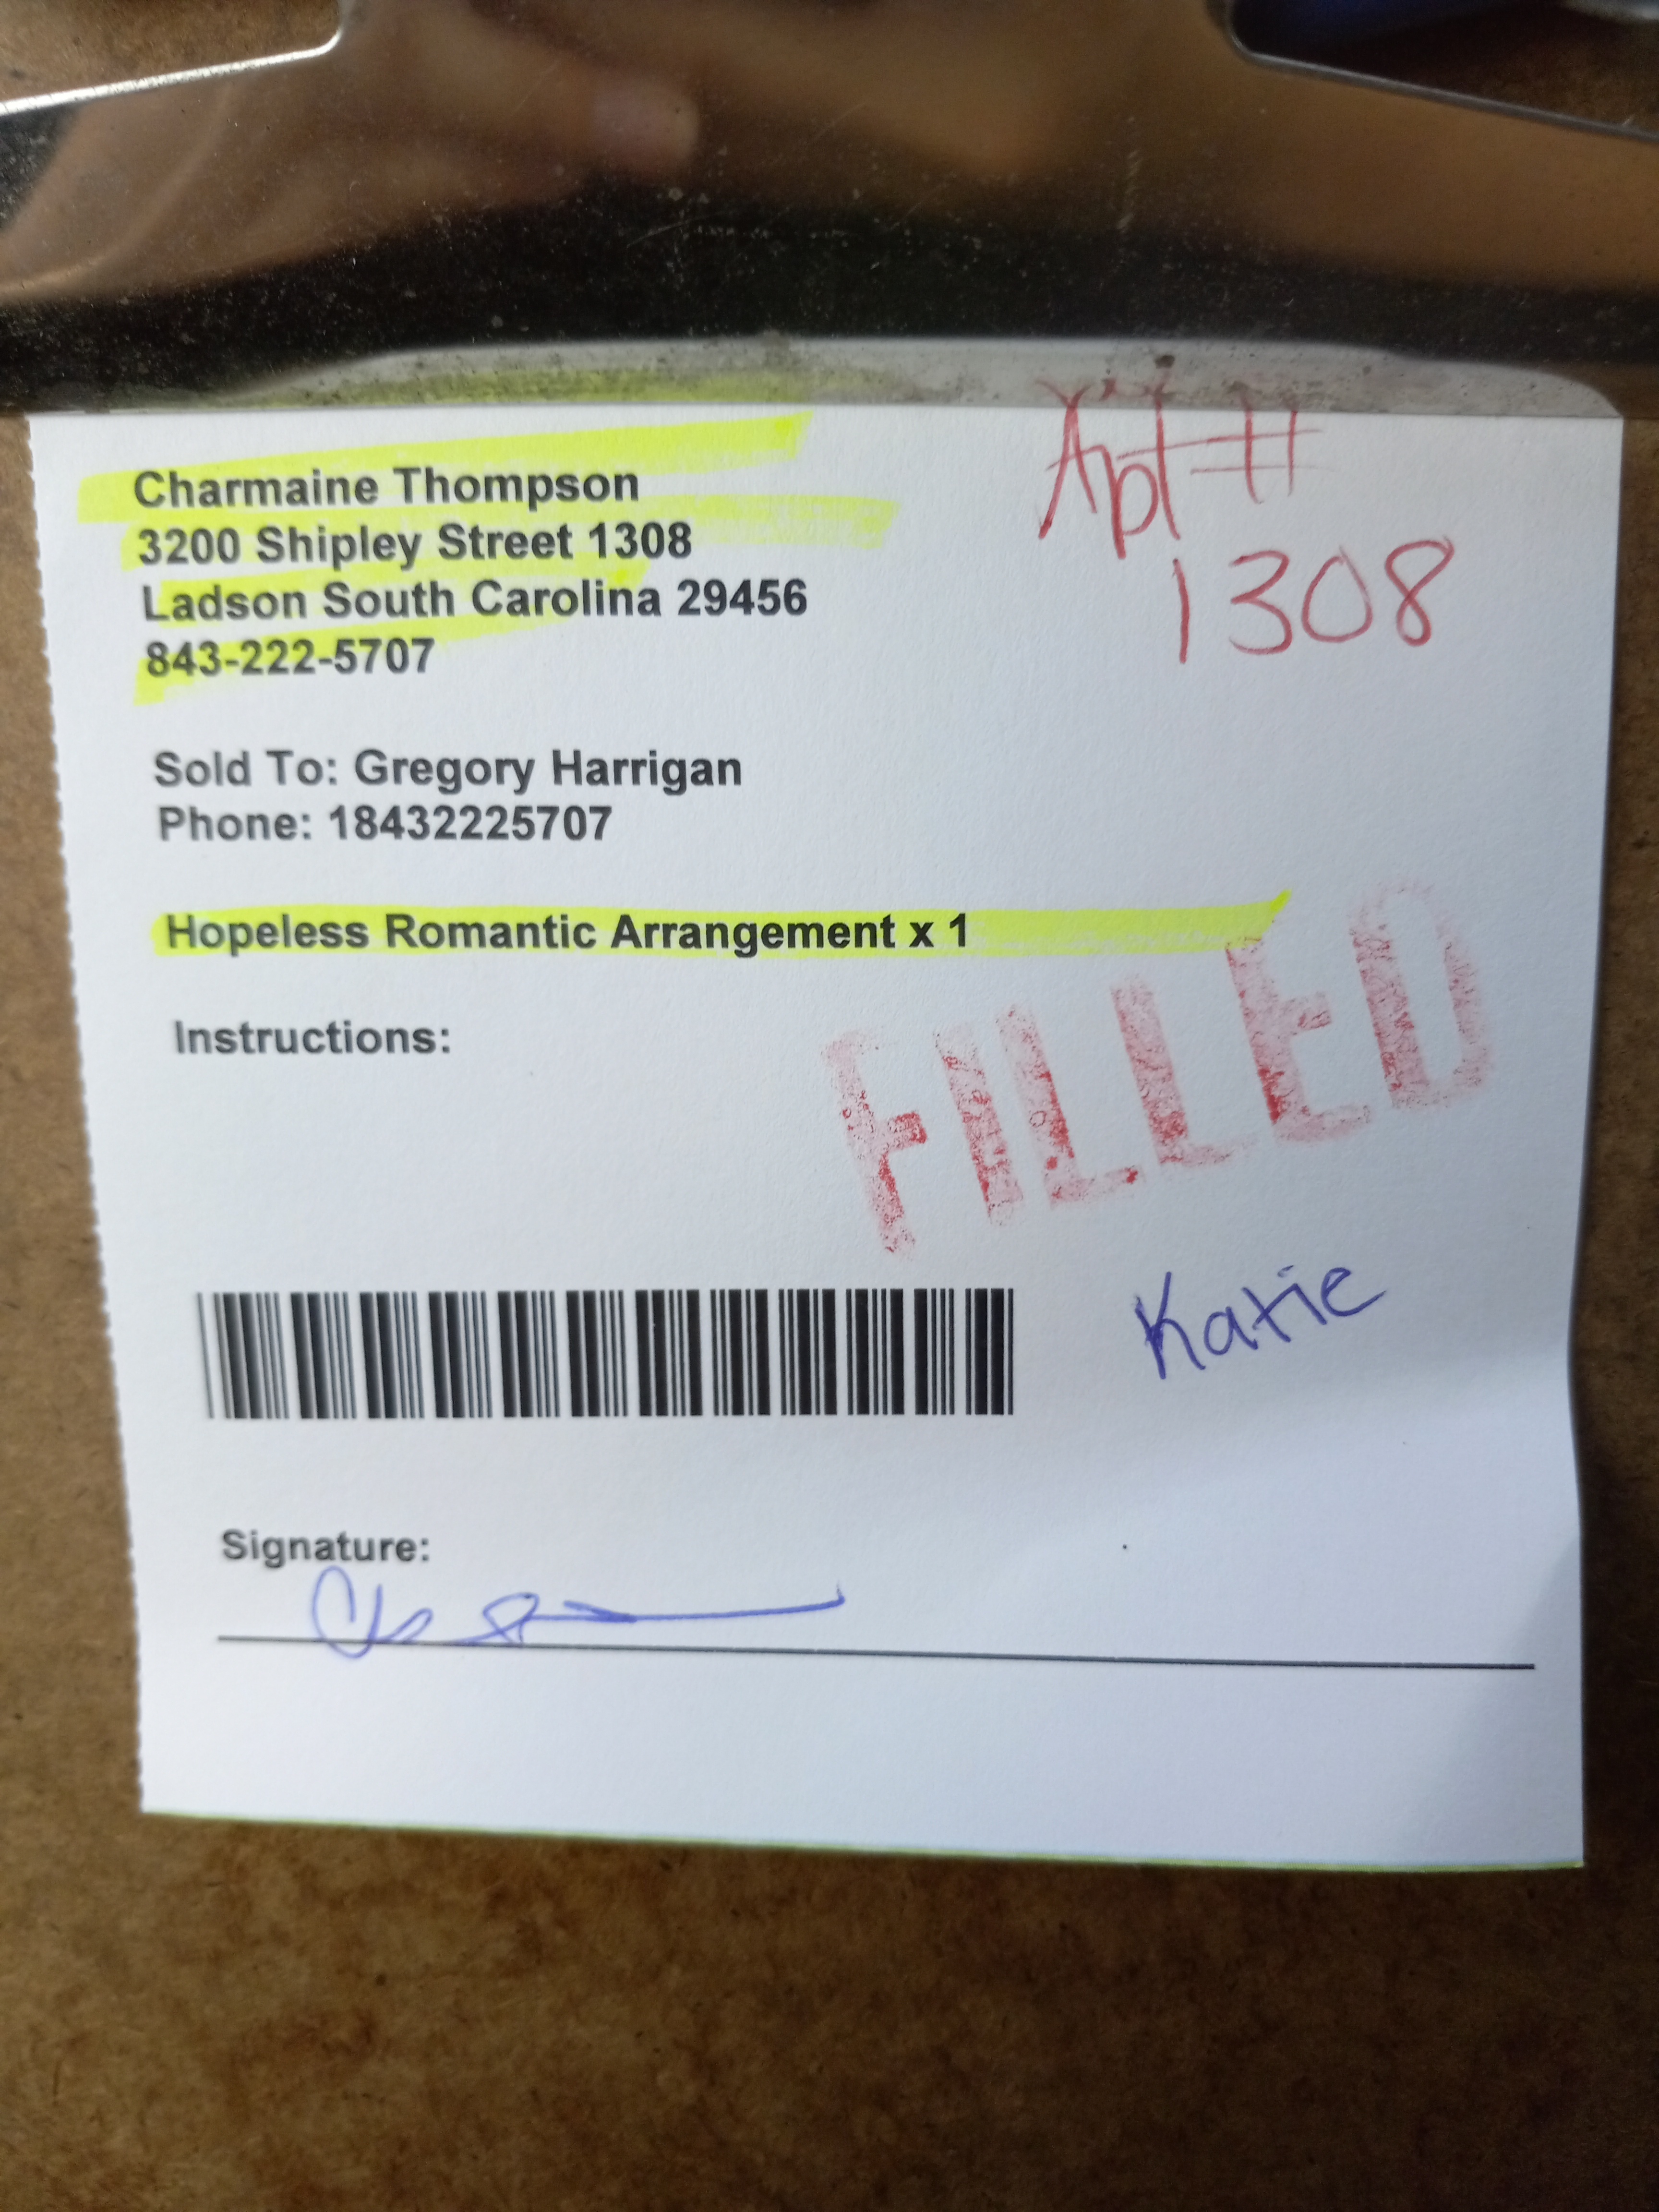 Apt #
1308
Charmaine Thompson
3200 Shipley Street 1308
Ladson South Carolina 29456
843-222-5707
Sold To: Gregory Harrigan
Phone: 18432225707
Hopeless Romantic Arrangement x 1
Instructions:
FILLED
Katie
Signature: